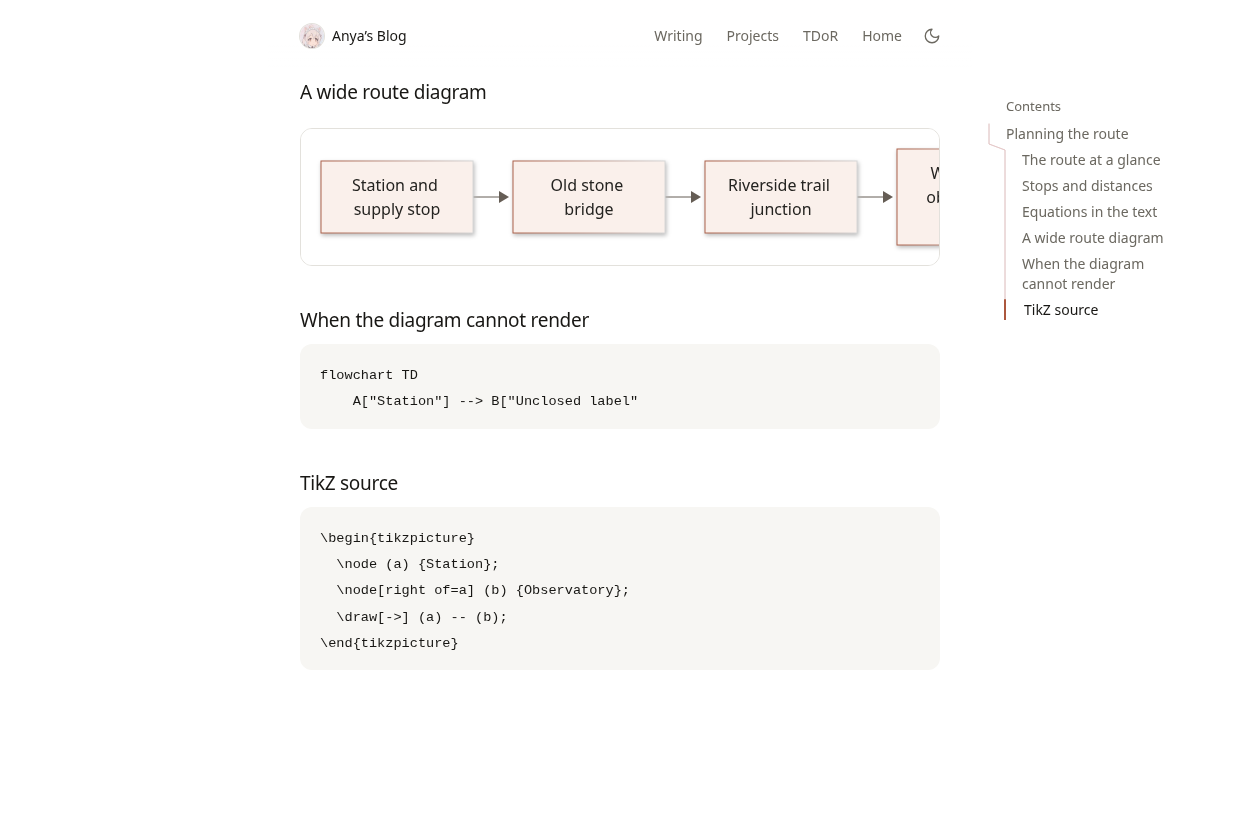 Anya’s Blog
Writing
Projects
TDoR
Home
A wide route diagram
Station and
supply stop
Old stone
bridge
Riverside trail
junction
When the diagram cannot render
flowchart TD
    A["Station"] --> B["Unclosed label"
TikZ source
\begin{tikzpicture}
  \node (a) {Station};
  \node[right of=a] (b) {Observatory};
  \draw[->] (a) -- (b);
\end{tikzpicture}
Contents
Planning the route
The route at a glance
Stops and distances
Equations in the text
A wide route diagram
When the diagram
cannot render
TikZ source